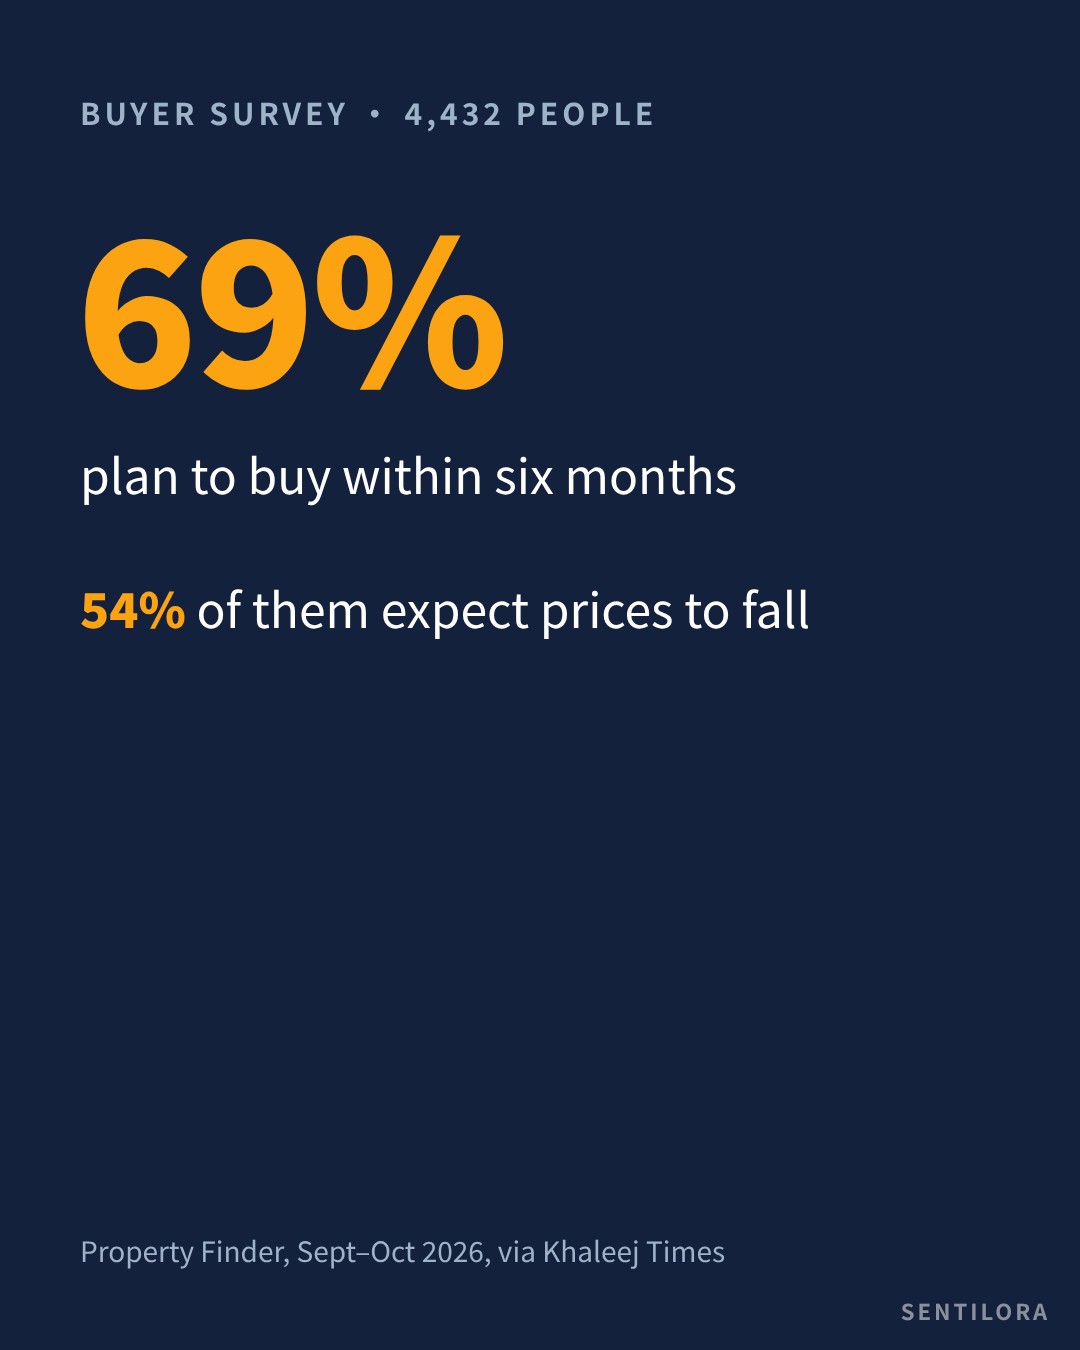 BUYER SURVEY • 4,432 PEOPLE
69%
plan to buy within six months
54% of them expect prices to fall
Property Finder, Sept–Oct 2026, via Khaleej Times
SENTILORA